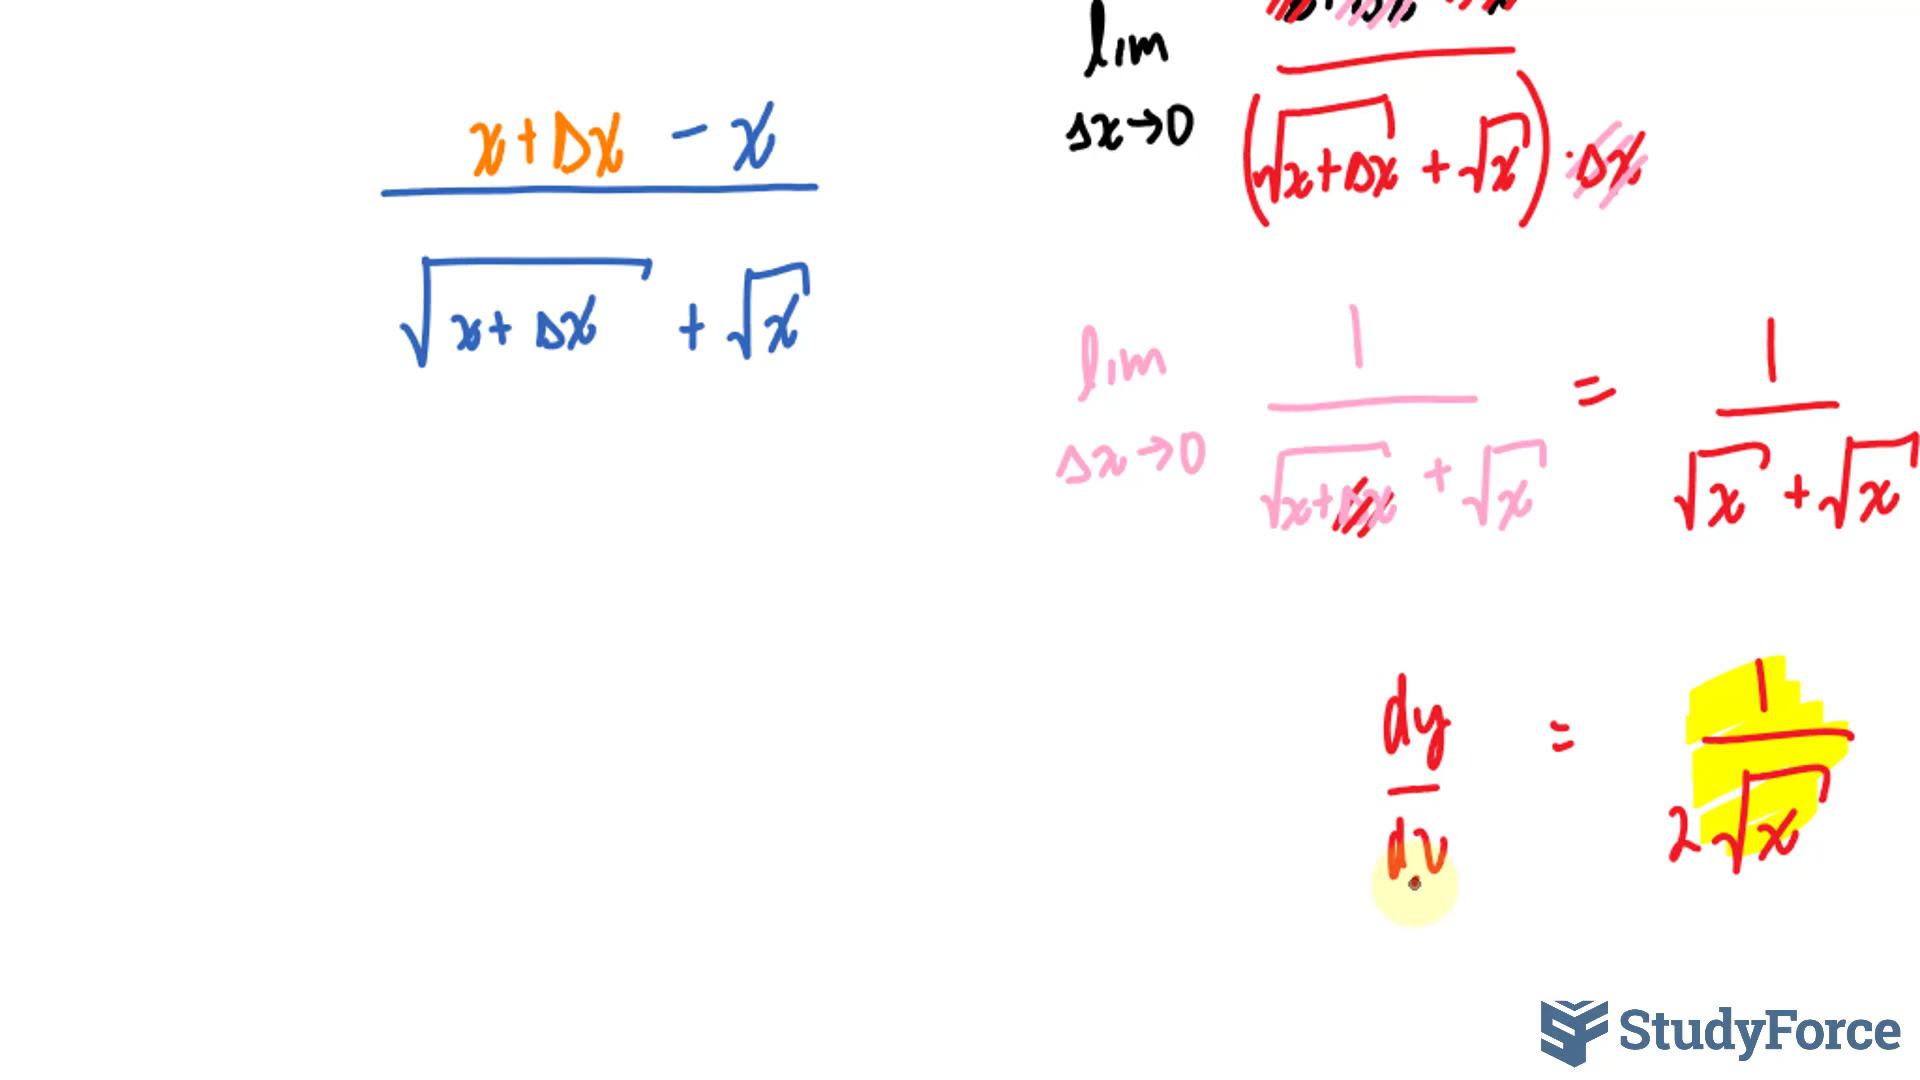 x + Δx - x
√(x + Δx) + √x
lim Δx→0
(√(x + Δx) + √x) · Δx
lim Δx→0 1 / (√(x + Δx) + √x) = 1 / (√x + √x)
dy/dx = 1 / (2√x)
StudyForce